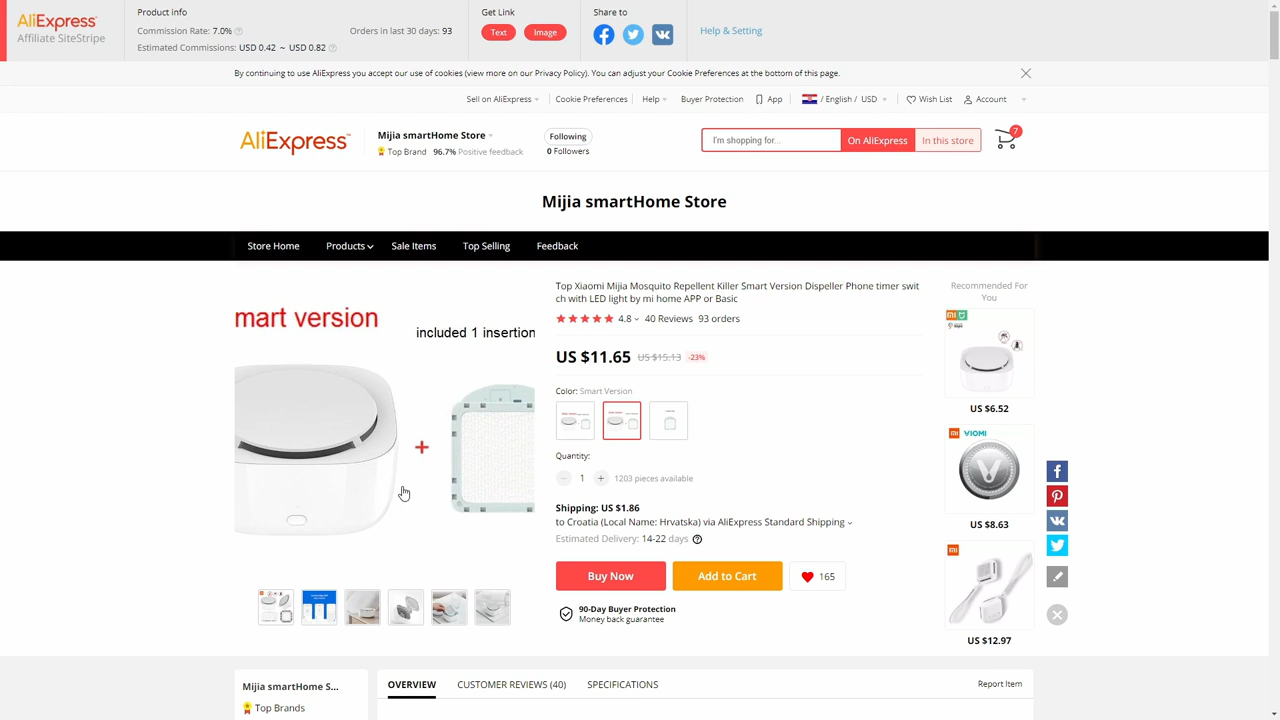 AliExpress
Affiliate SiteStripe
Product info
Commission Rate: 7.0%
Orders in last 30 days: 93
Estimated Commissions: USD 0.42 ~ USD 0.82
Get Link
Text Image
Share to
Help & Setting
By continuing to use AliExpress you accept our use of cookies (view more on our Privacy Policy). You can adjust your Cookie Preferences at the bottom of this page.
Sell on AliExpress Cookie Preferences Help Buyer Protection App / English / USD Wish List Account
AliExpress™
Mijia smartHome Store
Top Brand 96.7% Positive feedback
Following
0 Followers
I'm shopping for... On AliExpress In this store
7
Mijia smartHome Store
Store Home Products Sale Items Top Selling Feedback
mart version
included 1 insertion
Top Xiaomi Mijia Mosquito Repellent Killer Smart Version Dispeller Phone timer swit
ch with LED light by mi home APP or Basic
4.8 40 Reviews 93 orders
US $11.65 US $15.13 -23%
Color: Smart Version
Quantity:
1 1203 pieces available
Shipping: US $1.86
to Croatia (Local Name: Hrvatska) via AliExpress Standard Shipping
Estimated Delivery: 14-22 days
Buy Now Add to Cart 165
90-Day Buyer Protection
Money back guarantee
Recommended For
You
US $6.52
VIOMI
US $8.63
US $12.97
Mijia smartHome S...
Top Brands
OVERVIEW CUSTOMER REVIEWS (40) SPECIFICATIONS
Report Item